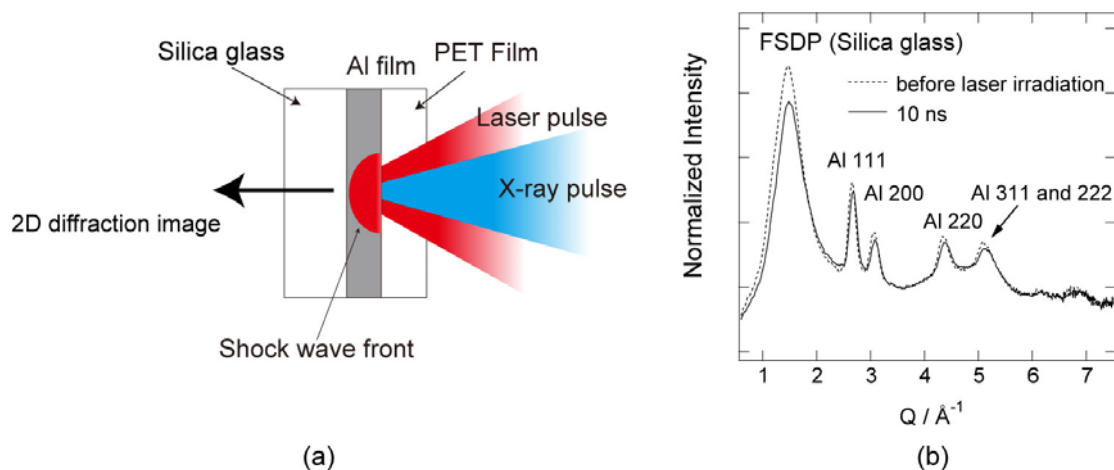 Silica glass
PET Film
Al film
Laser pulse
X-ray pulse
2D diffraction image
Shock wave front
(a)
FSDP (Silica glass)
before laser irradiation
10 ns
Al 111
Al 200
Al 220
Al 311 and 222
Normalized Intensity
1 2 3 4 5 6 7
Q / Å⁻¹
(b)